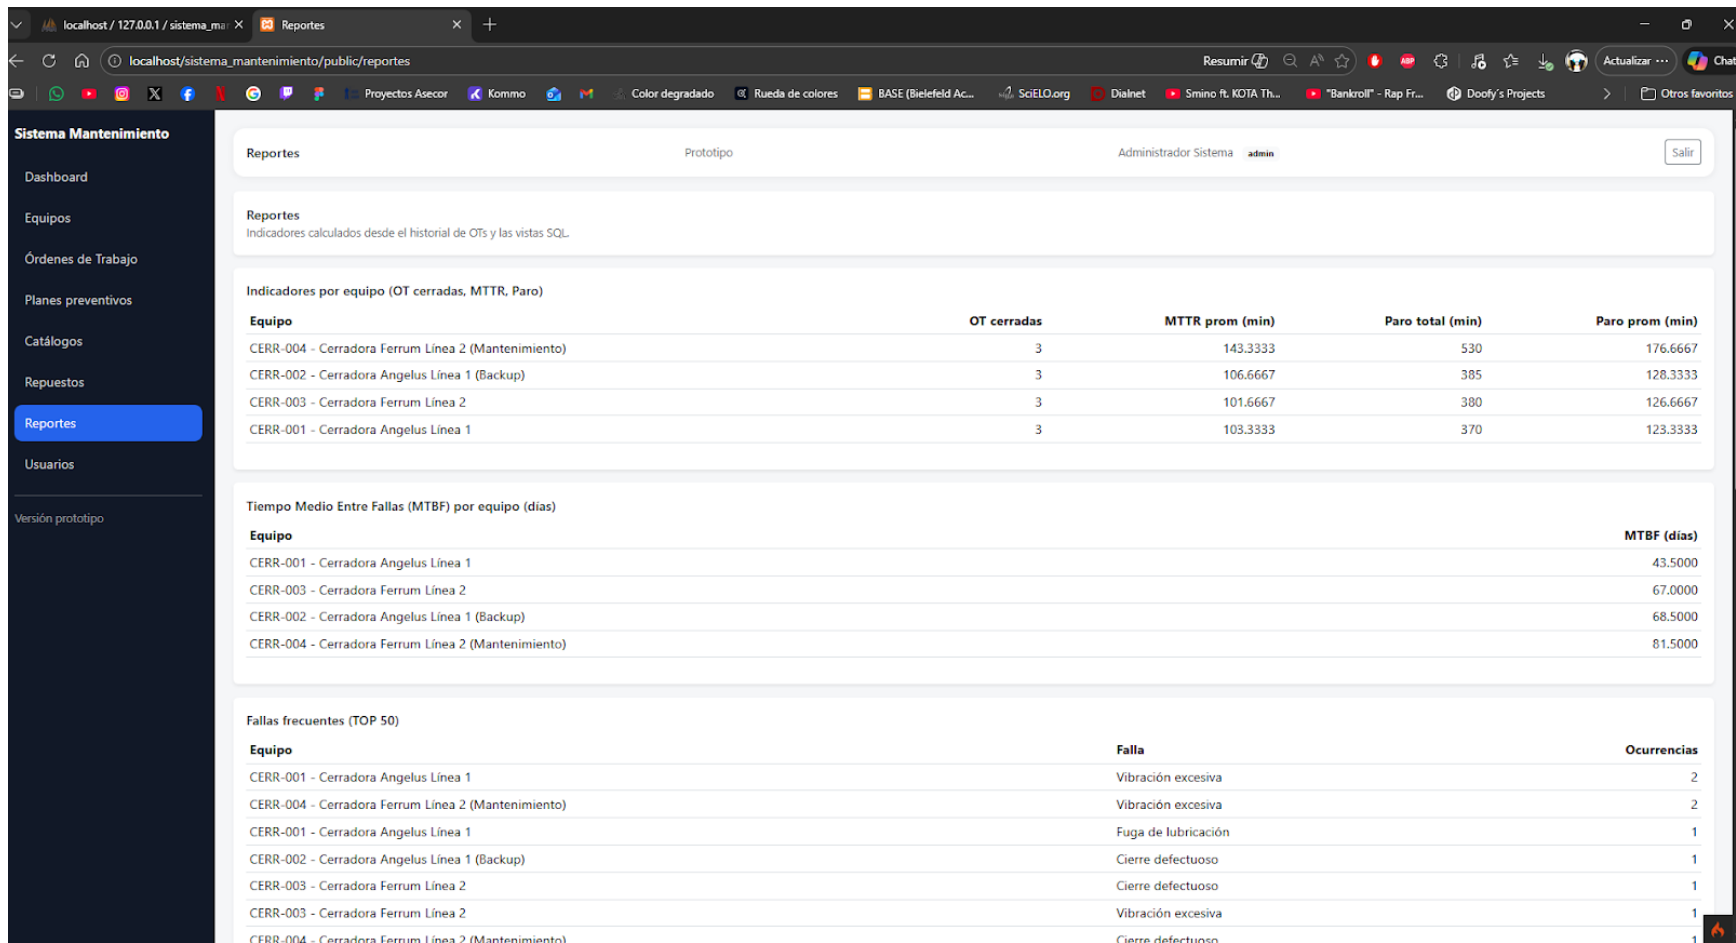 localhost / 127.0.0.1 / sistema_mar
Reportes
localhost/sistema_mantenimiento/public/reportes
Resumir
Actualizar ...
Chat
Proyectos Asecor
Kommo
Color degradado
Rueda de colores
BASE (Bielefeld Ac...
SciELO.org
Dialnet
Smino ft. KOTA Th...
"Bankroll" - Rap Fr...
Doofy's Projects
Otros favoritos
Sistema Mantenimiento
Dashboard
Equipos
Órdenes de Trabajo
Planes preventivos
Catálogos
Repuestos
Reportes
Usuarios
Versión prototipo
Reportes Prototipo Administrador Sistema admin Salir
Reportes
Indicadores calculados desde el historial de OTs y las vistas SQL.
Indicadores por equipo (OT cerradas, MTTR, Paro)
Equipo OT cerradas MTTR prom (min) Paro total (min) Paro prom (min)
CERR-004 - Cerradora Ferrum Línea 2 (Mantenimiento) 3 143.3333 530 176.6667
CERR-002 - Cerradora Angelus Línea 1 (Backup) 3 106.6667 385 128.3333
CERR-003 - Cerradora Ferrum Línea 2 3 101.6667 380 126.6667
CERR-001 - Cerradora Angelus Línea 1 3 103.3333 370 123.3333
Tiempo Medio Entre Fallas (MTBF) por equipo (días)
Equipo MTBF (días)
CERR-001 - Cerradora Angelus Línea 1 43.5000
CERR-003 - Cerradora Ferrum Línea 2 67.0000
CERR-002 - Cerradora Angelus Línea 1 (Backup) 68.5000
CERR-004 - Cerradora Ferrum Línea 2 (Mantenimiento) 81.5000
Fallas frecuentes (TOP 50)
Equipo Falla Ocurrencias
CERR-001 - Cerradora Angelus Línea 1 Vibración excesiva 2
CERR-004 - Cerradora Ferrum Línea 2 (Mantenimiento) Vibración excesiva 2
CERR-001 - Cerradora Angelus Línea 1 Fuga de lubricación 1
CERR-002 - Cerradora Angelus Línea 1 (Backup) Cierre defectuoso 1
CERR-003 - Cerradora Ferrum Línea 2 Cierre defectuoso 1
CERR-003 - Cerradora Ferrum Línea 2 Vibración excesiva 1
CERR-004 - Cerradora Ferrum Línea 2 (Mantenimiento) Cierre defectuoso 1